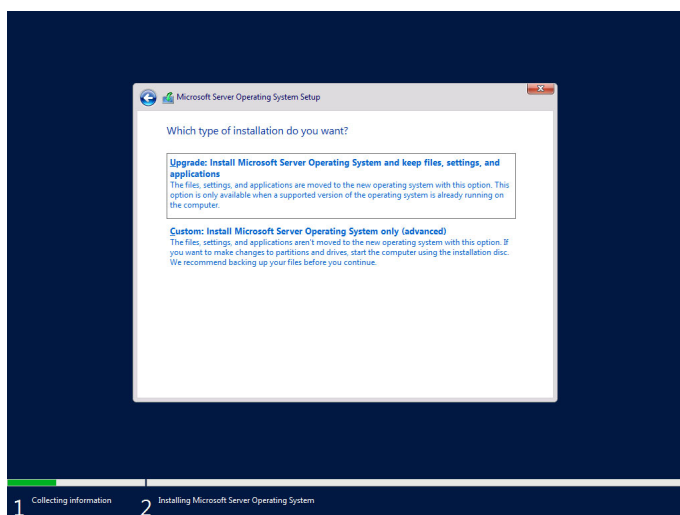 Microsoft Server Operating System Setup
Which type of installation do you want?
Upgrade: Install Microsoft Server Operating System and keep files, settings, and
applications
The files, settings, and applications are moved to the new operating system with this option. This
option is only available when a supported version of the operating system is already running on
the computer.
Custom: Install Microsoft Server Operating System only (advanced)
The files, settings, and applications aren't moved to the new operating system with this option. If
you want to make changes to partitions and drives, start the computer using the installation disc.
We recommend backing up your files before you continue.
1 Collecting information
2 Installing Microsoft Server Operating System